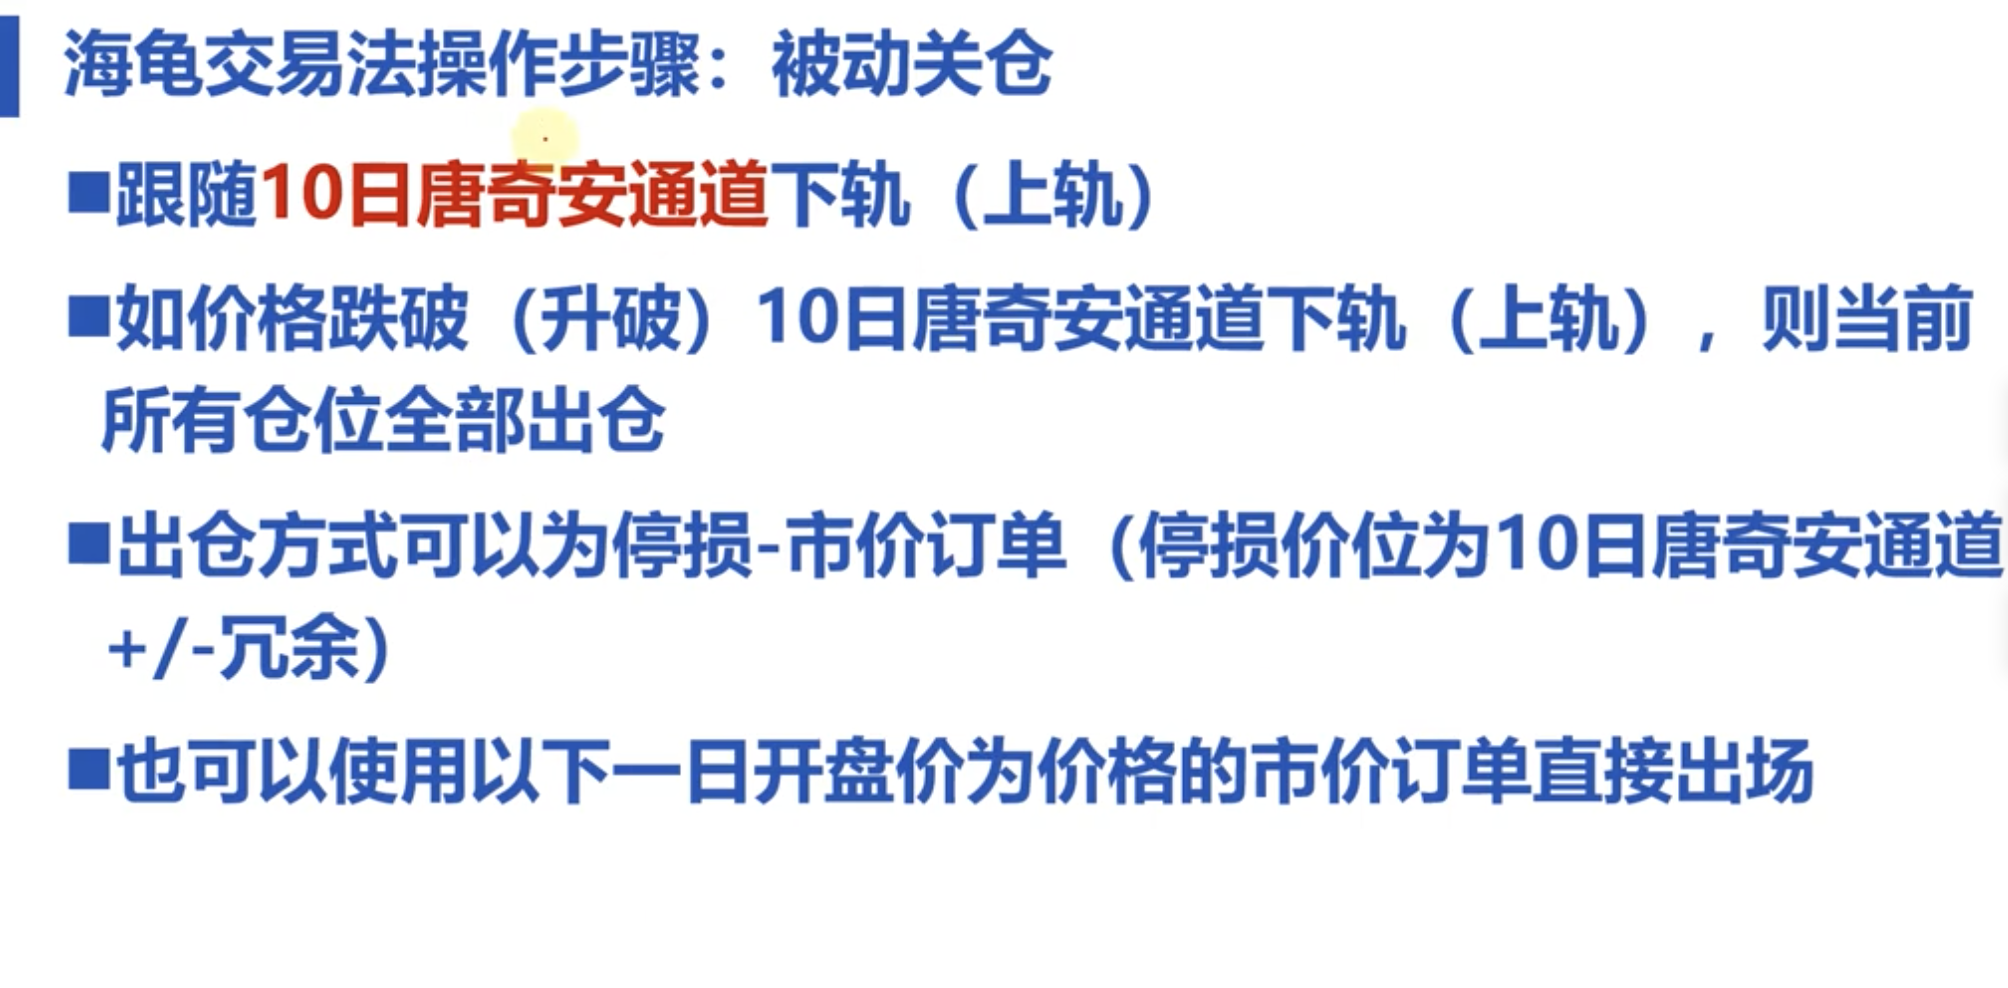 海龟交易法操作步骤：被动关仓
■跟随10日唐奇安通道下轨（上轨）
■如价格跌破（升破）10日唐奇安通道下轨（上轨），则当前
所有仓位全部出仓
■出仓方式可以为停损-市价订单（停损价位为10日唐奇安通道
+/-冗余）
■也可以使用以下一日开盘价为价格的市价订单直接出场